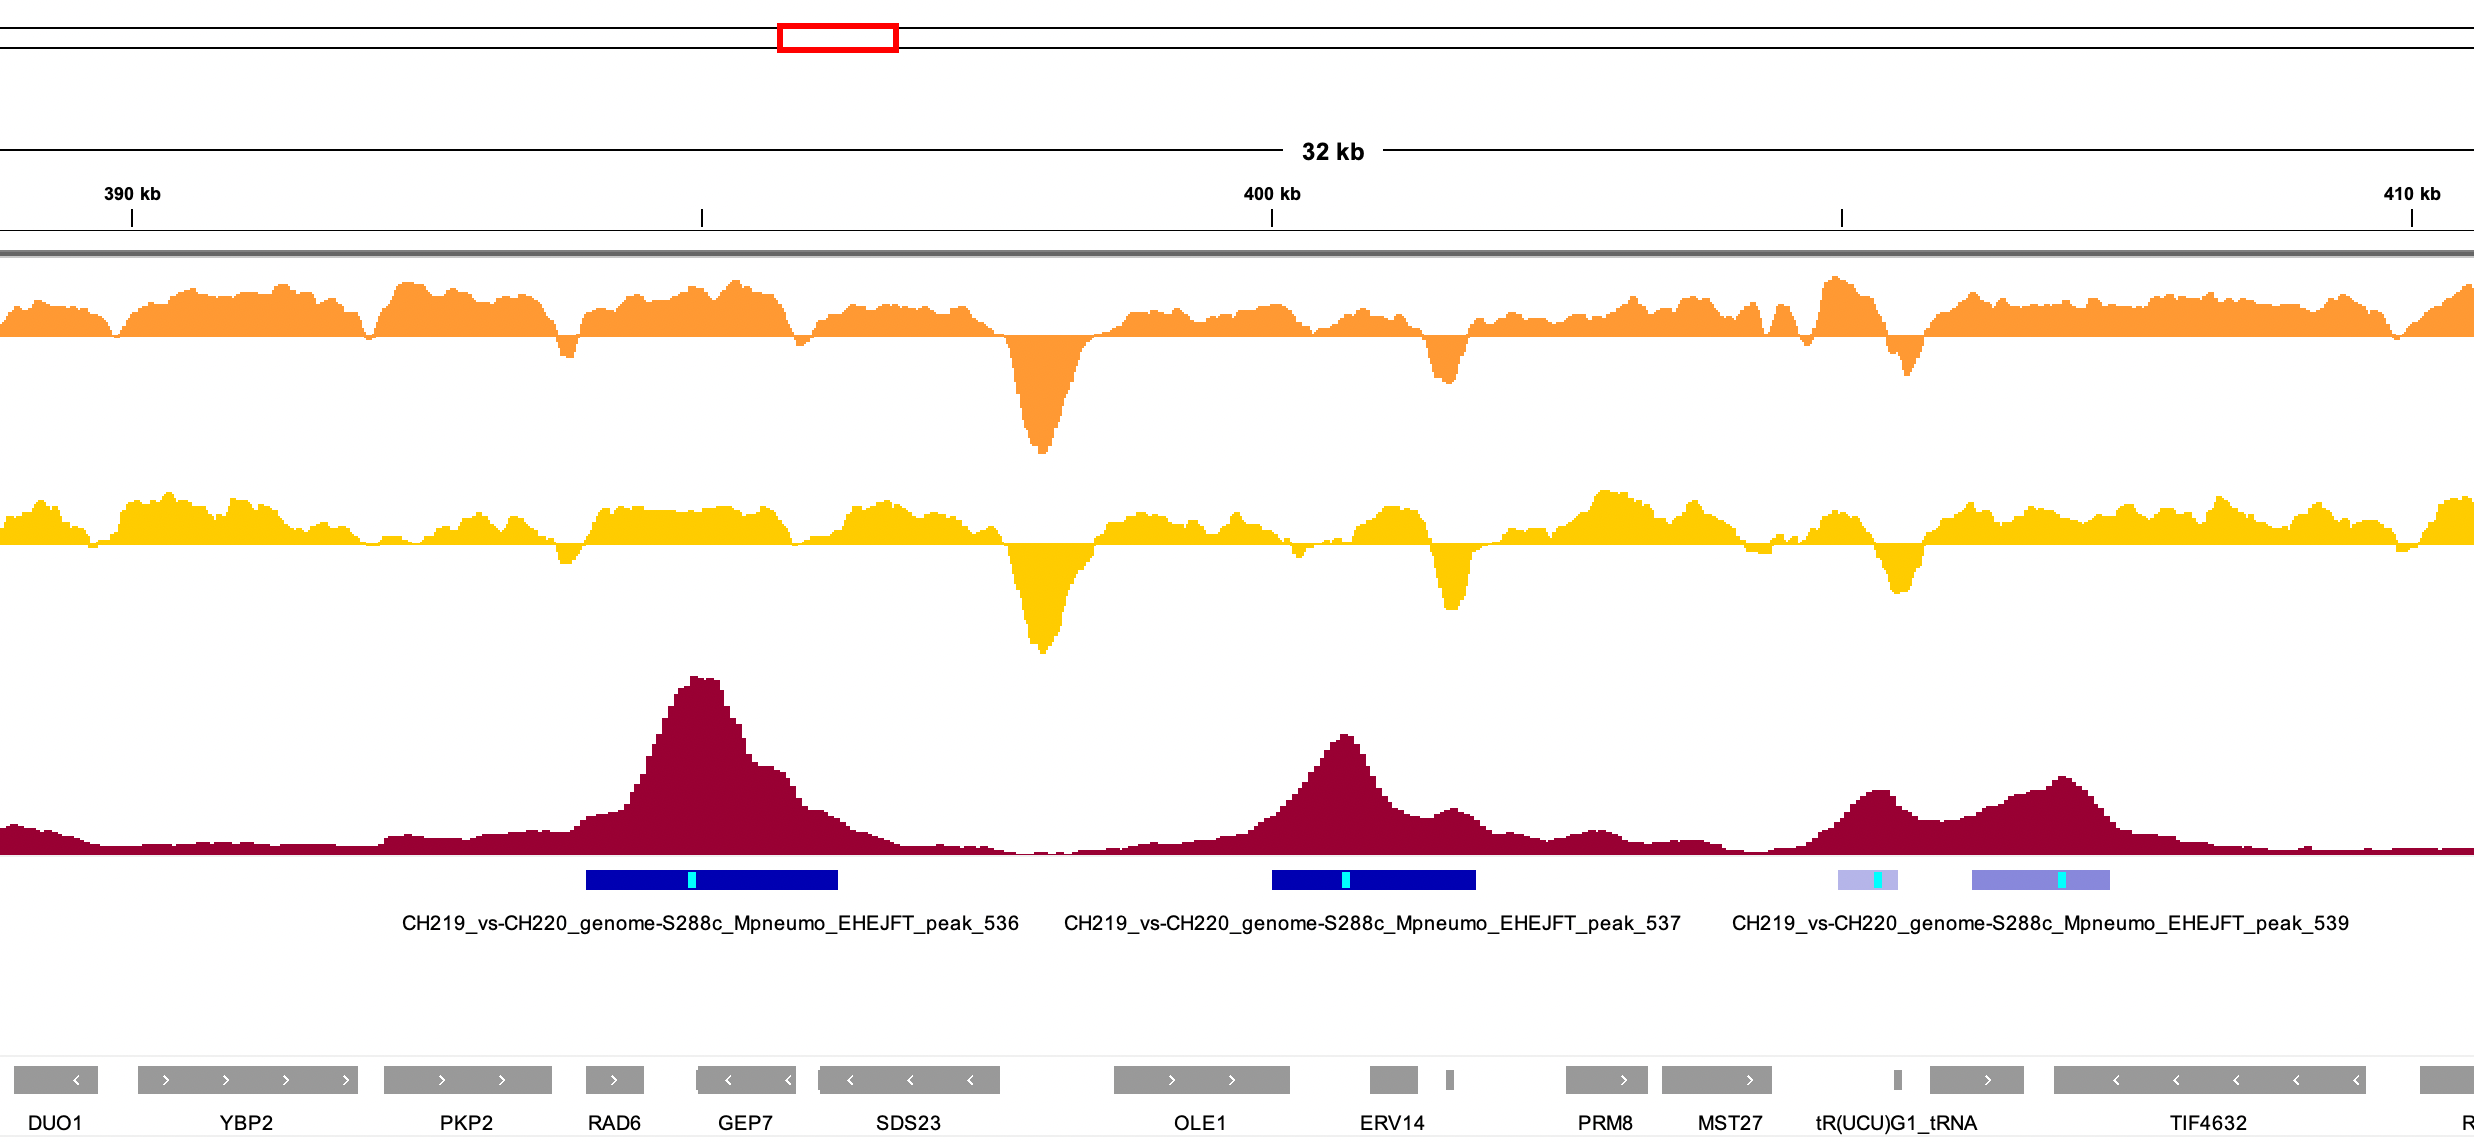 32 kb
390 kb 400 kb 410 kb
CH219_vs-CH220_genome-S288c_Mpneumo_EHEJFT_peak_536 CH219_vs-CH220_genome-S288c_Mpneumo_EHEJFT_peak_537 CH219_vs-CH220_genome-S288c_Mpneumo_EHEJFT_peak_539
DUO1 YBP2 PKP2 RAD6 GEP7 SDS23 OLE1 ERV14 PRM8 MST27 tR(UCU)G1_tRNA TIF4632 R